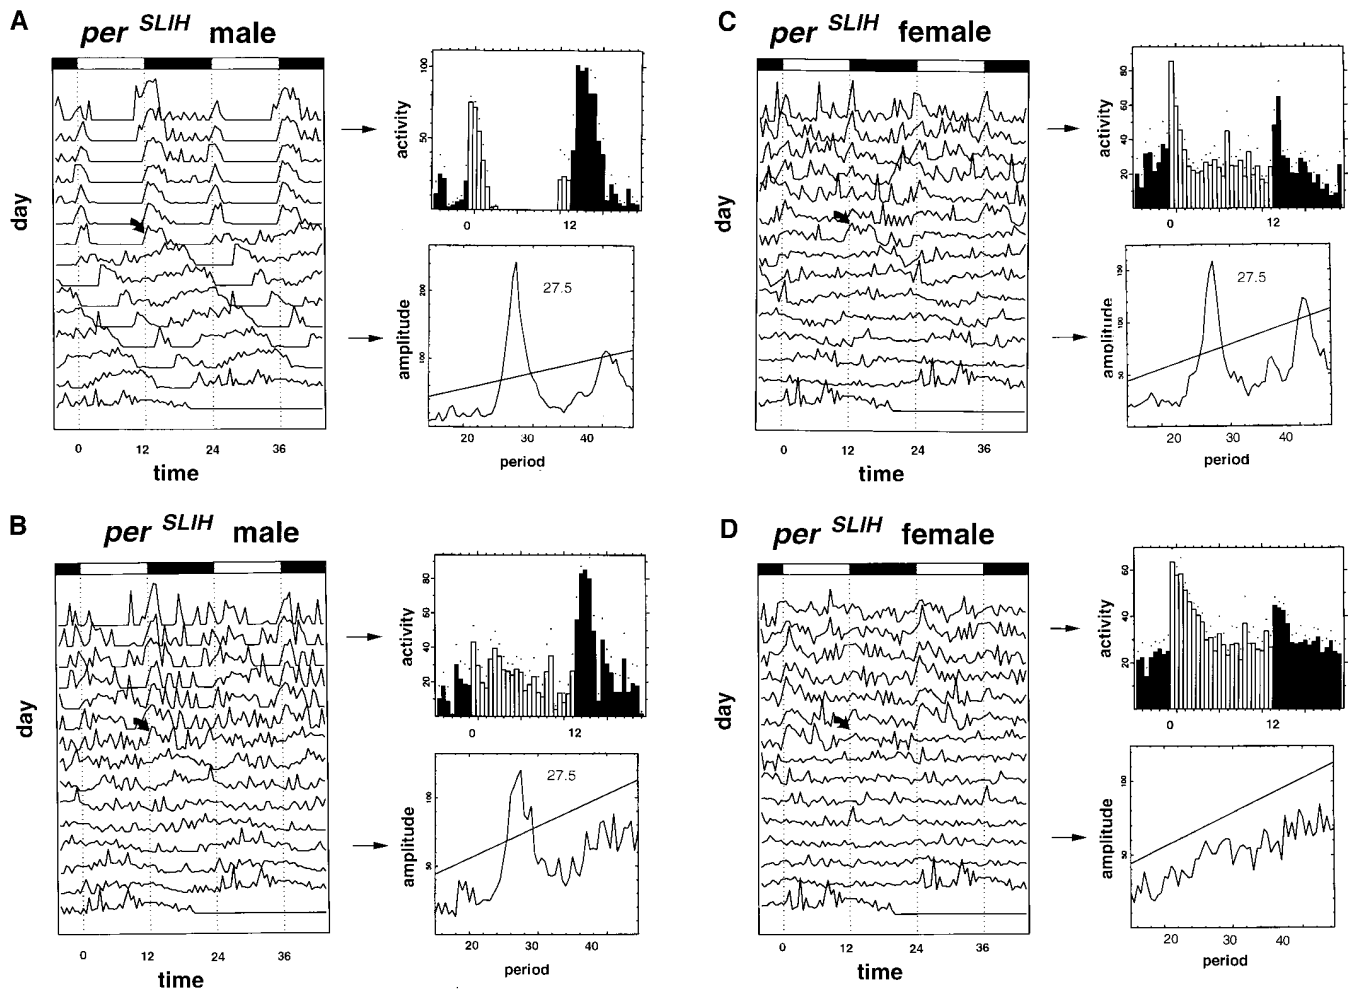 A
per SLIH male
day
0 12 24 36
time
activity
100
50
0 12
amplitude
200
100
27.5
20 30 40
period
B
per SLIH male
day
0 12 24 36
time
activity
80
60
40
20
0 12
amplitude
100
50
27.5
20 30 40
period
C
per SLIH female
day
0 12 24 36
time
activity
80
60
40
20
0 12
amplitude
150
100
50
27.5
20 30 40
period
D
per SLIH female
day
0 12 24 36
time
activity
60
40
20
0 12
amplitude
100
50
20 30 40
period